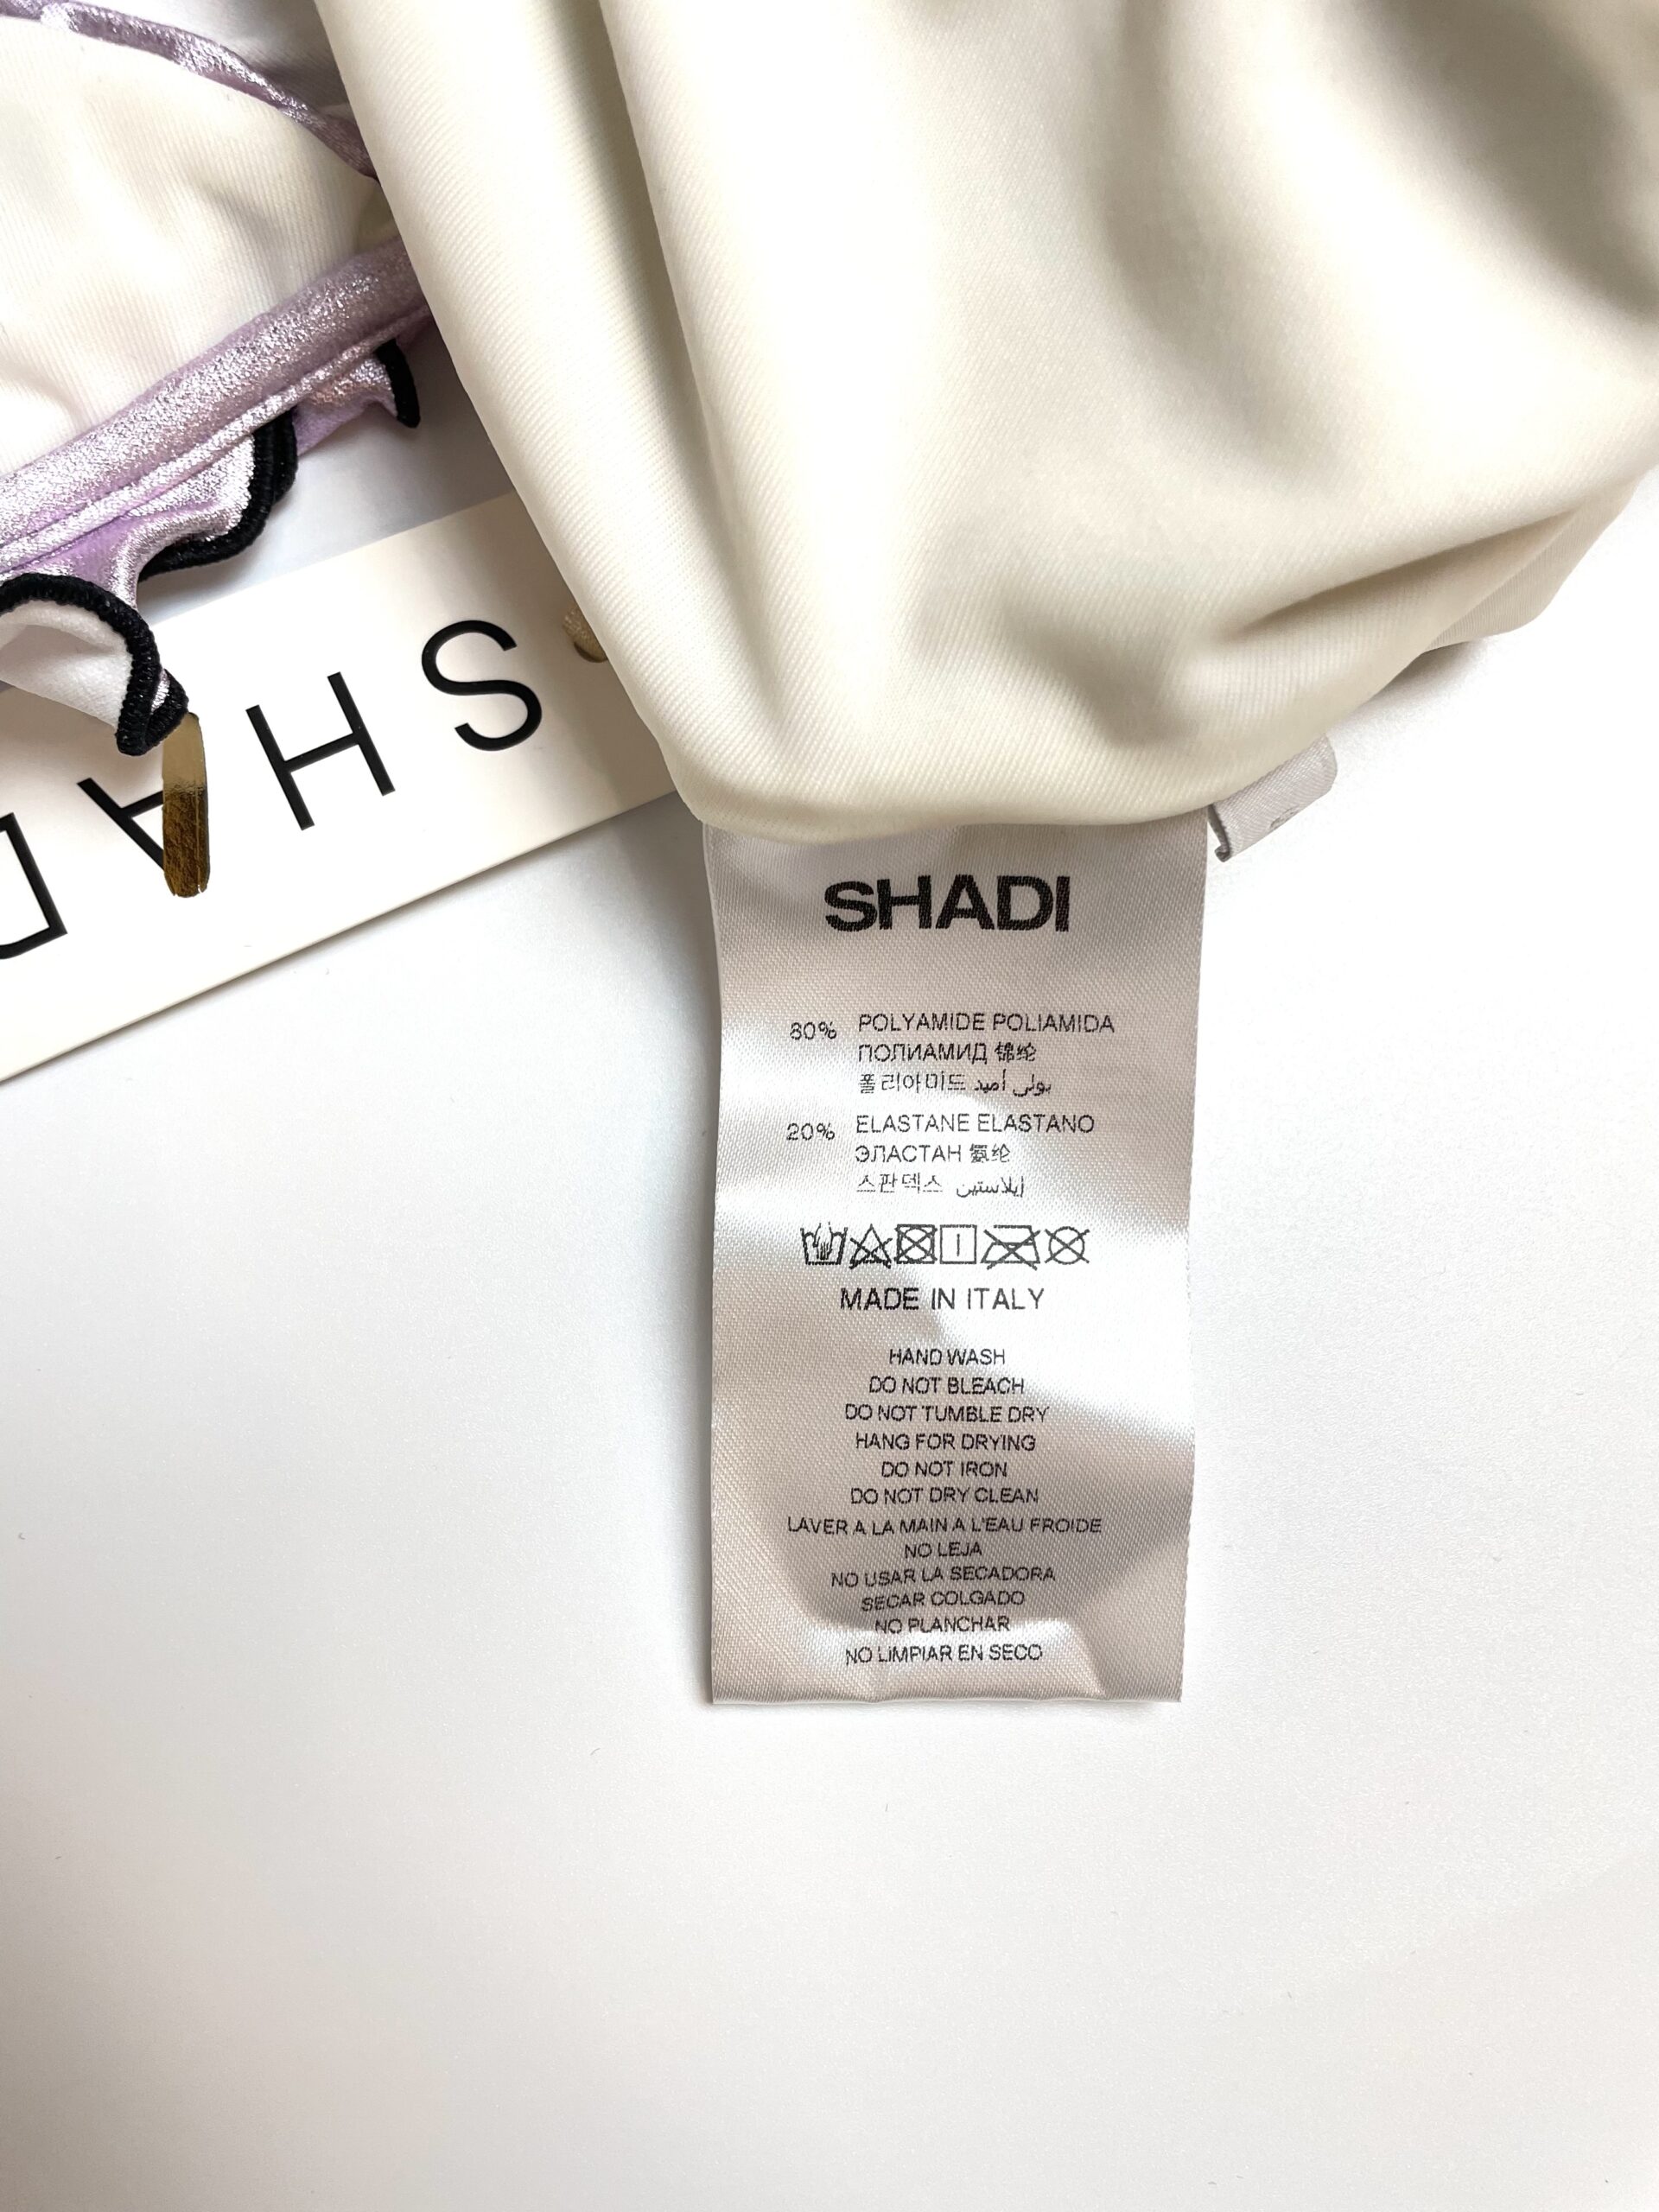 SHAD
SHADI
80% POLYAMIDE POLIAMIDA
ПОЛИАМИД 锦纶
폴리아미드 بولي أميد
20% ELASTANE ELASTANO
ЭЛАСТАН 氨纶
스판덱스 إيلاستين
MADE IN ITALY
HAND WASH
DO NOT BLEACH
DO NOT TUMBLE DRY
HANG FOR DRYING
DO NOT IRON
DO NOT DRY CLEAN
LAVER A LA MAIN A L'EAU FROIDE
NO LEJA
NO USAR LA SECADORA
SECAR COLGADO
NO PLANCHAR
NO LIMPIAR EN SECO